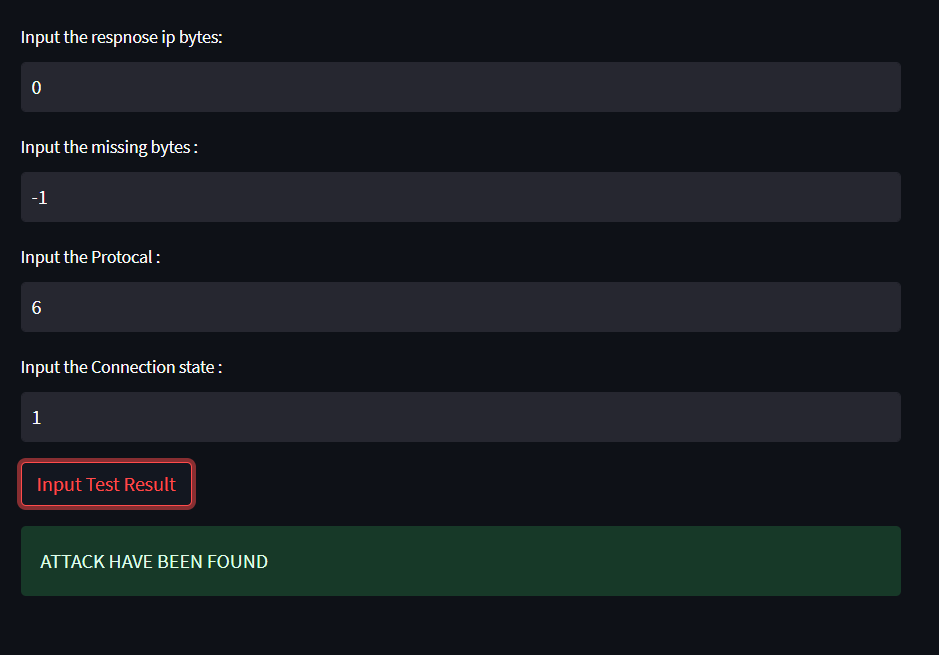 Input the respnose ip bytes:
0
Input the missing bytes :
-1
Input the Protocal :
6
Input the Connection state :
1
Input Test Result
ATTACK HAVE BEEN FOUND